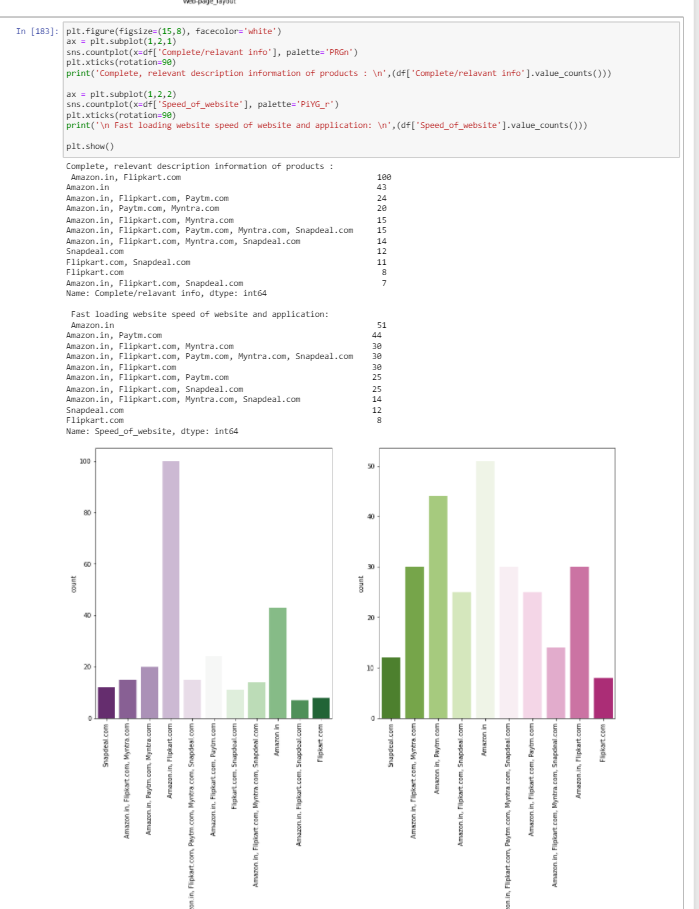 Web-page_layout
In [183]: plt.figure(figsize=(15,8), facecolor='white')
ax = plt.subplot(1,2,1)
sns.countplot(x=df['Complete/relavant info'], palette='PRGn')
plt.xticks(rotation=90)
print('Complete, relevant description information of products : \n',(df['Complete/relavant info'].value_counts()))
ax = plt.subplot(1,2,2)
sns.countplot(x=df['Speed_of_website'], palette='PiYG_r')
plt.xticks(rotation=90)
print('\n Fast loading website speed of website and application: \n',(df['Speed_of_website'].value_counts()))
plt.show()
Complete, relevant description information of products :
Amazon.in, Flipkart.com 100
Amazon.in 43
Amazon.in, Flipkart.com, Paytm.com 24
Amazon.in, Paytm.com, Myntra.com 20
Amazon.in, Flipkart.com, Myntra.com 15
Amazon.in, Flipkart.com, Paytm.com, Myntra.com, Snapdeal.com 15
Amazon.in, Flipkart.com, Myntra.com, Snapdeal.com 14
Snapdeal.com 12
Flipkart.com, Snapdeal.com 11
Flipkart.com 8
Amazon.in, Flipkart.com, Snapdeal.com 7
Name: Complete/relavant info, dtype: int64
Fast loading website speed of website and application:
Amazon.in 51
Amazon.in, Paytm.com 44
Amazon.in, Flipkart.com, Myntra.com 30
Amazon.in, Flipkart.com, Paytm.com, Myntra.com, Snapdeal.com 30
Amazon.in, Flipkart.com 30
Amazon.in, Flipkart.com, Paytm.com 25
Amazon.in, Flipkart.com, Snapdeal.com 25
Amazon.in, Flipkart.com, Myntra.com, Snapdeal.com 14
Snapdeal.com 12
Flipkart.com 8
Name: Speed_of_website, dtype: int64
100
80
60
40
20
0
count
Snapdeal.com
Amazon.in, Flipkart.com, Myntra.com
Amazon.in, Paytm.com, Myntra.com
Amazon.in, Flipkart.com
in, Flipkart.com, Paytm.com, Myntra.com, Snapdeal.com
Amazon.in, Flipkart.com, Paytm.com
Flipkart.com, Snapdeal.com
Amazon.in, Flipkart.com, Myntra.com, Snapdeal.com
Amazon.in
Amazon.in, Flipkart.com, Snapdeal.com
Flipkart.com
50
40
30
20
10
0
count
Snapdeal.com
Amazon.in, Flipkart.com, Myntra.com
Amazon.in, Paytm.com
Amazon.in, Flipkart.com, Snapdeal.com
Amazon.in
in, Flipkart.com, Paytm.com, Myntra.com, Snapdeal.com
Amazon.in, Flipkart.com, Paytm.com
Amazon.in, Flipkart.com, Myntra.com, Snapdeal.com
Amazon.in, Flipkart.com
Flipkart.com